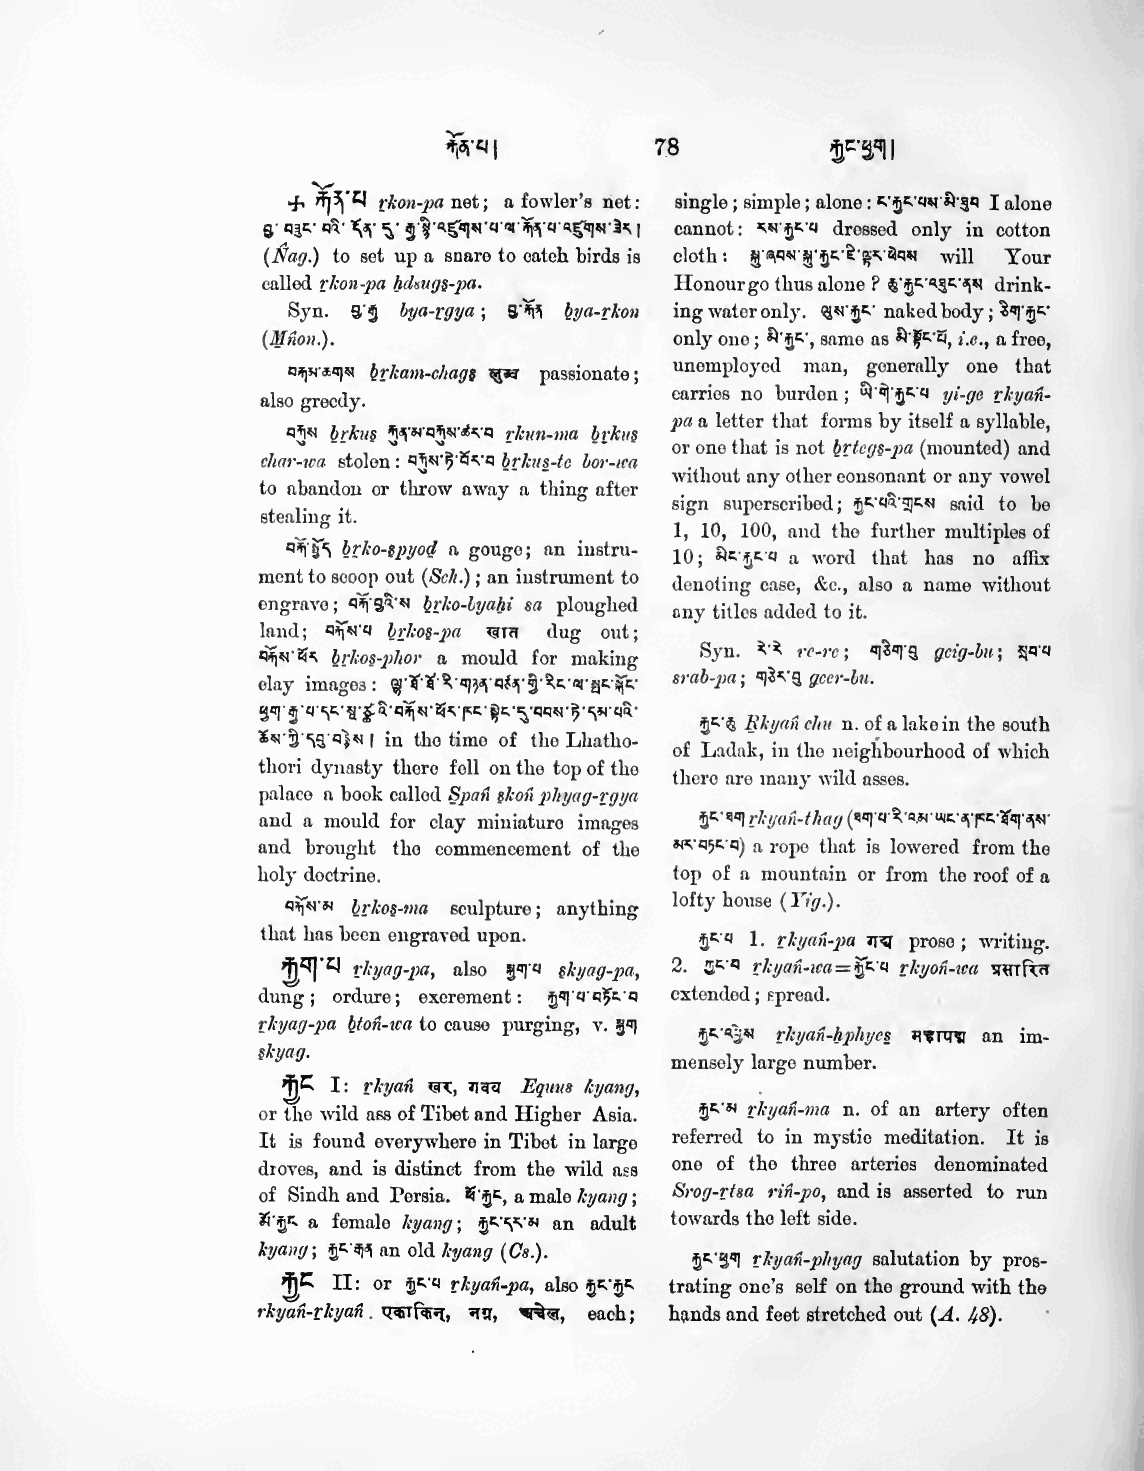 རྐོན་པ། 78 རྐྱང་ཕྱག།
+ རྐོན་པ rkon-pa net; a fowler's net:
བྱ་བཟུང་བའི་དོན་དུ་རྒྱུ་སྙི་བཛུགས་པ་ལ་རྐོན་པ་བཛུགས་ཟེར།
(Ñag.) to set up a snare to catch birds is
called rkon-pa ḥdsugs-pa.
Syn. བྱ་རྒྱ bya-rgya; བྱ་རྐོན bya-rkon
(Mñon.).
བརྐམ་ཆགས brkam-chags लुब्ध passionate;
also greedy.
བརྐུས brkus རྐུན་མ་བརྐུས་ཚར་བ rkun-ma brkus
char-wa stolen: བརྐུས་ཏེ་བོར་བ brkus-te bor-wa
to abandon or throw away a thing after
stealing it.
བརྐོ་སྤྱོད brko-spyod a gouge; an instru-
ment to scoop out (Sch.); an instrument to
engrave; བརྐོ་བྱའི་ས brko-byaḥi sa ploughed
land; བརྐོས་པ brkos-pa खात dug out;
བརྐོས་ཕོར brkos-phor a mould for making
clay images: ལྷ་ཐོ་ཐོ་རི་གཉན་བཙན་གྱི་རིང་ལ་སྤང་སྐོང་
ཕྱག་རྒྱ་པ་དང་སཱ་ཙྪའི་བརྐོས་ཕོར་ཁང་སྟེང་དུ་བབས་ཏེ་དམ་པའི་
ཆོས་ཀྱི་དབུ་བརྙེས། in the time of the Lhatho-
thori dynasty there fell on the top of the
palace a book called Spañ skoñ phyag-rgya
and a mould for clay miniature images
and brought the commencement of the
holy doctrine.
བརྐོས་མ brkos-ma sculpture; anything
that has been engraved upon.
རྐྱག་པ rkyag-pa, also སྐྱག་པ skyag-pa,
dung; ordure; excrement: རྐྱག་པ་བཏོང་བ
rkyag-pa btoñ-wa to cause purging, v. སྐྱག
skyag.
རྐྱང I: rkyañ खर, गवय Equus kyang,
or the wild ass of Tibet and Higher Asia.
It is found everywhere in Tibet in large
droves, and is distinct from the wild ass
of Sindh and Persia. ཕོ་རྐྱང, a male kyang;
མོ་རྐྱང a female kyang; རྐྱང་དར་མ an adult
kyang; རྐྱང་རྒན an old kyang (Cs.).
རྐྱང II: or རྐྱང་པ rkyañ-pa, also རྐྱང་རྐྱང
rkyañ-rkyañ. एकाकिन्, नग्न, अचेल, each;
single; simple; alone: ང་རྐྱང་པས་མི་ཐུབ I alone
cannot: རས་རྐྱང་པ dressed only in cotton
cloth: སྐུ་ཞབས་སྐུ་རྐྱང་ཇི་ལྟར་ཕེབས will Your
Honour go thus alone? ཆུ་རྐྱང་བཏུང་ནས drink-
ing water only. ལུས་རྐྱང་ naked body; ཅིག་རྐྱང་
only one; མི་རྐྱང་, same as མི་རྟོང་པོ, i.e., a free,
unemployed man, generally one that
carries no burden; ཡི་གེ་རྐྱང་པ yi-ge rkyañ-
pa a letter that forms by itself a syllable,
or one that is not brtegs-pa (mounted) and
without any other consonant or any vowel
sign superscribed; རྐྱང་པའི་གྲངས said to be
1, 10, 100, and the further multiples of
10; མིང་རྐྱང་པ a word that has no affix
denoting case, &c., also a name without
any titles added to it.
Syn. རེ་རེ re-re; གཅིག་བུ gcig-bu; སྲབ་པ
srab-pa; གཅེར་བུ gcer-bu.
རྐྱང་ཆུ Rkyañ chu n. of a lake in the south
of Ladak, in the neighbourhood of which
there are many wild asses.
རྐྱང་ཐག rkyañ-thag (ཐག་པ་རི་བམ་ཡང་ན་ཁང་ཐོག་ནས་
མར་བཏང་བ) a rope that is lowered from the
top of a mountain or from the roof of a
lofty house (Yig.).
རྐྱང་པ 1. rkyañ-pa गद्य prose; writing.
2. རྐྱང་བ rkyañ-wa=རྐྱོང་པ rkyoñ-wa प्रसारित
extended; spread.
རྐྱང་འཕྱེས rkyañ-ḥphyes महापद्म an im-
mensely large number.
རྐྱང་མ rkyañ-ma n. of an artery often
referred to in mystic meditation. It is
one of the three arteries denominated
Srog-rtsa riñ-po, and is asserted to run
towards the left side.
རྐྱང་ཕྱག rkyañ-phyag salutation by pros-
trating one's self on the ground with the
hands and feet stretched out (A. 48).